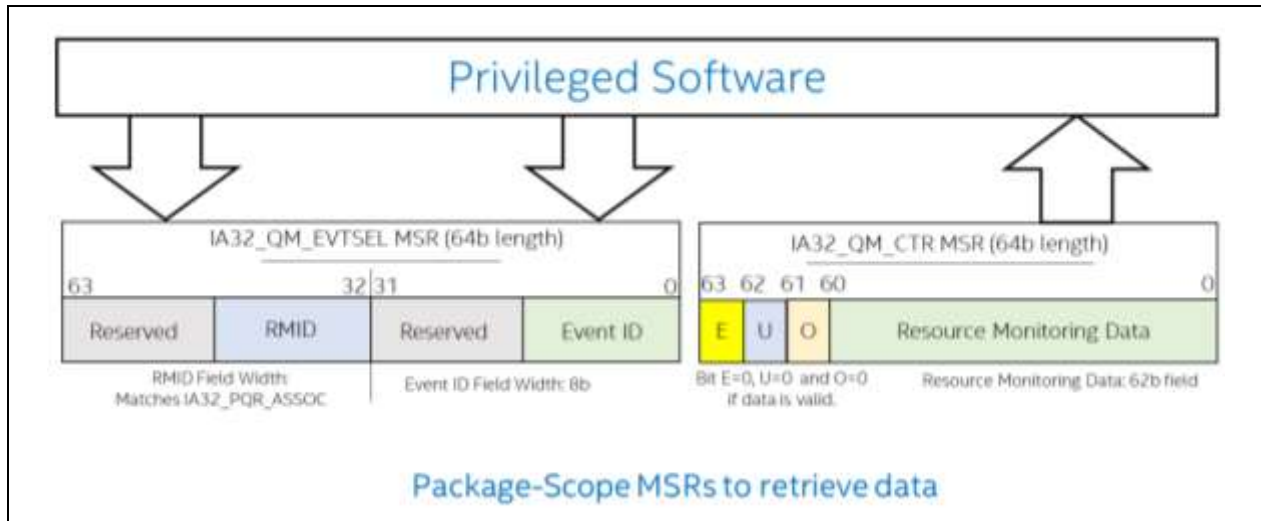 Privileged Software
IA32_QM_EVTSEL MSR (64b length)
63 32 31 0
Reserved RMID Reserved Event ID
RMID Field Width:
Matches IA32_PQR_ASSOC
Event ID Field Width: 8b
IA32_QM_CTR MSR (64b length)
63 62 61 60 0
E U O Resource Monitoring Data
Bit E=0, U=0 and O=0
if data is valid.
Resource Monitoring Data: 62b field
Package-Scope MSRs to retrieve data